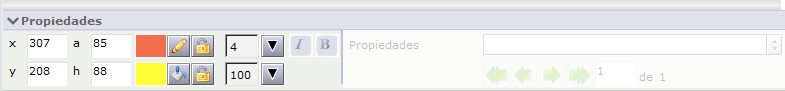 Propiedades
x 307 a 85 4 I B Propiedades
y 208 h 88 100 1 de 1